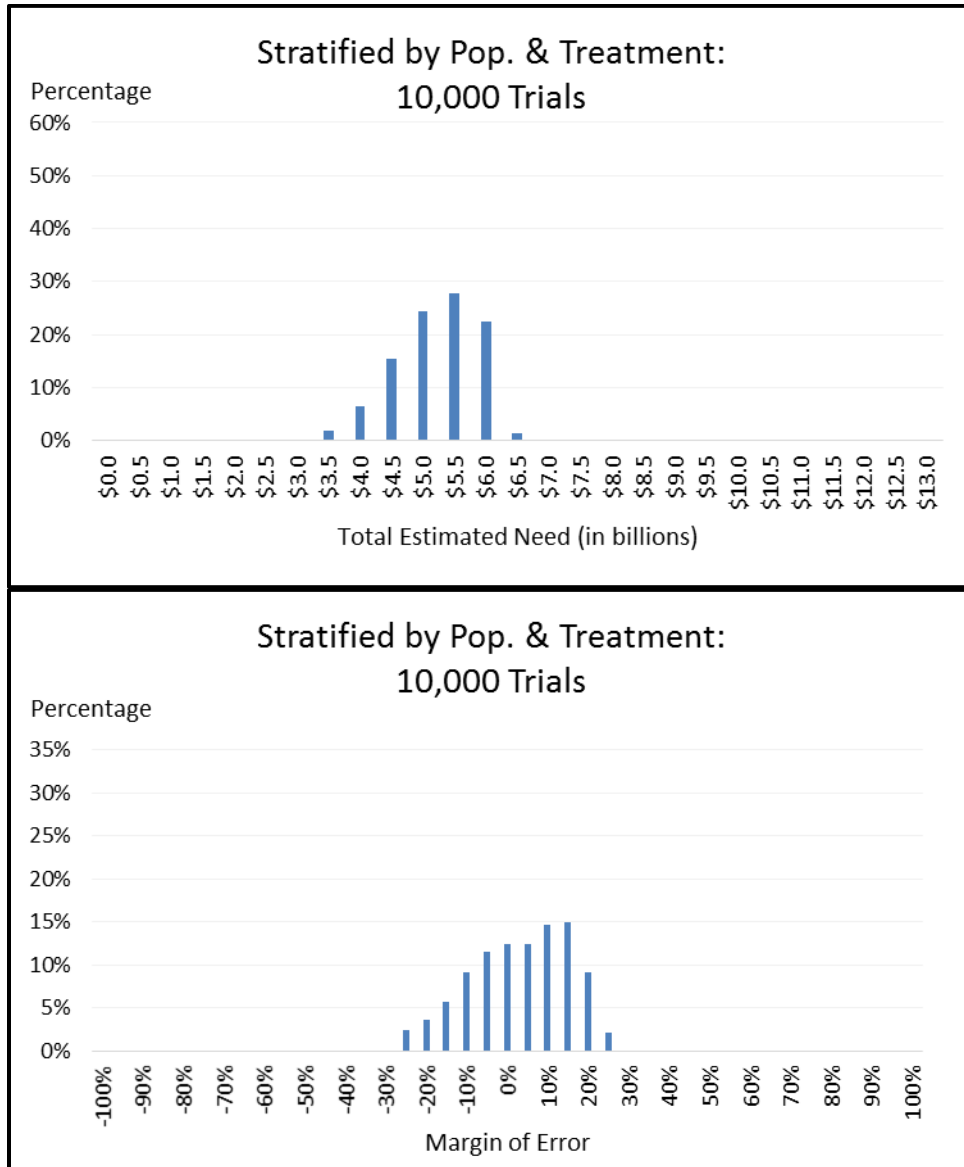 Stratified by Pop. & Treatment:
10,000 Trials
Percentage
60%
50%
40%
30%
20%
10%
0%
$0.0 $0.5 $1.0 $1.5 $2.0 $2.5 $3.0 $3.5 $4.0 $4.5 $5.0 $5.5 $6.0 $6.5 $7.0 $7.5 $8.0 $8.5 $9.0 $9.5 $10.0 $10.5 $11.0 $11.5 $12.0 $12.5 $13.0
Total Estimated Need (in billions)
Stratified by Pop. & Treatment:
10,000 Trials
Percentage
35%
30%
25%
20%
15%
10%
5%
0%
-100% -90% -80% -70% -60% -50% -40% -30% -20% -10% 0% 10% 20% 30% 40% 50% 60% 70% 80% 90% 100%
Margin of Error